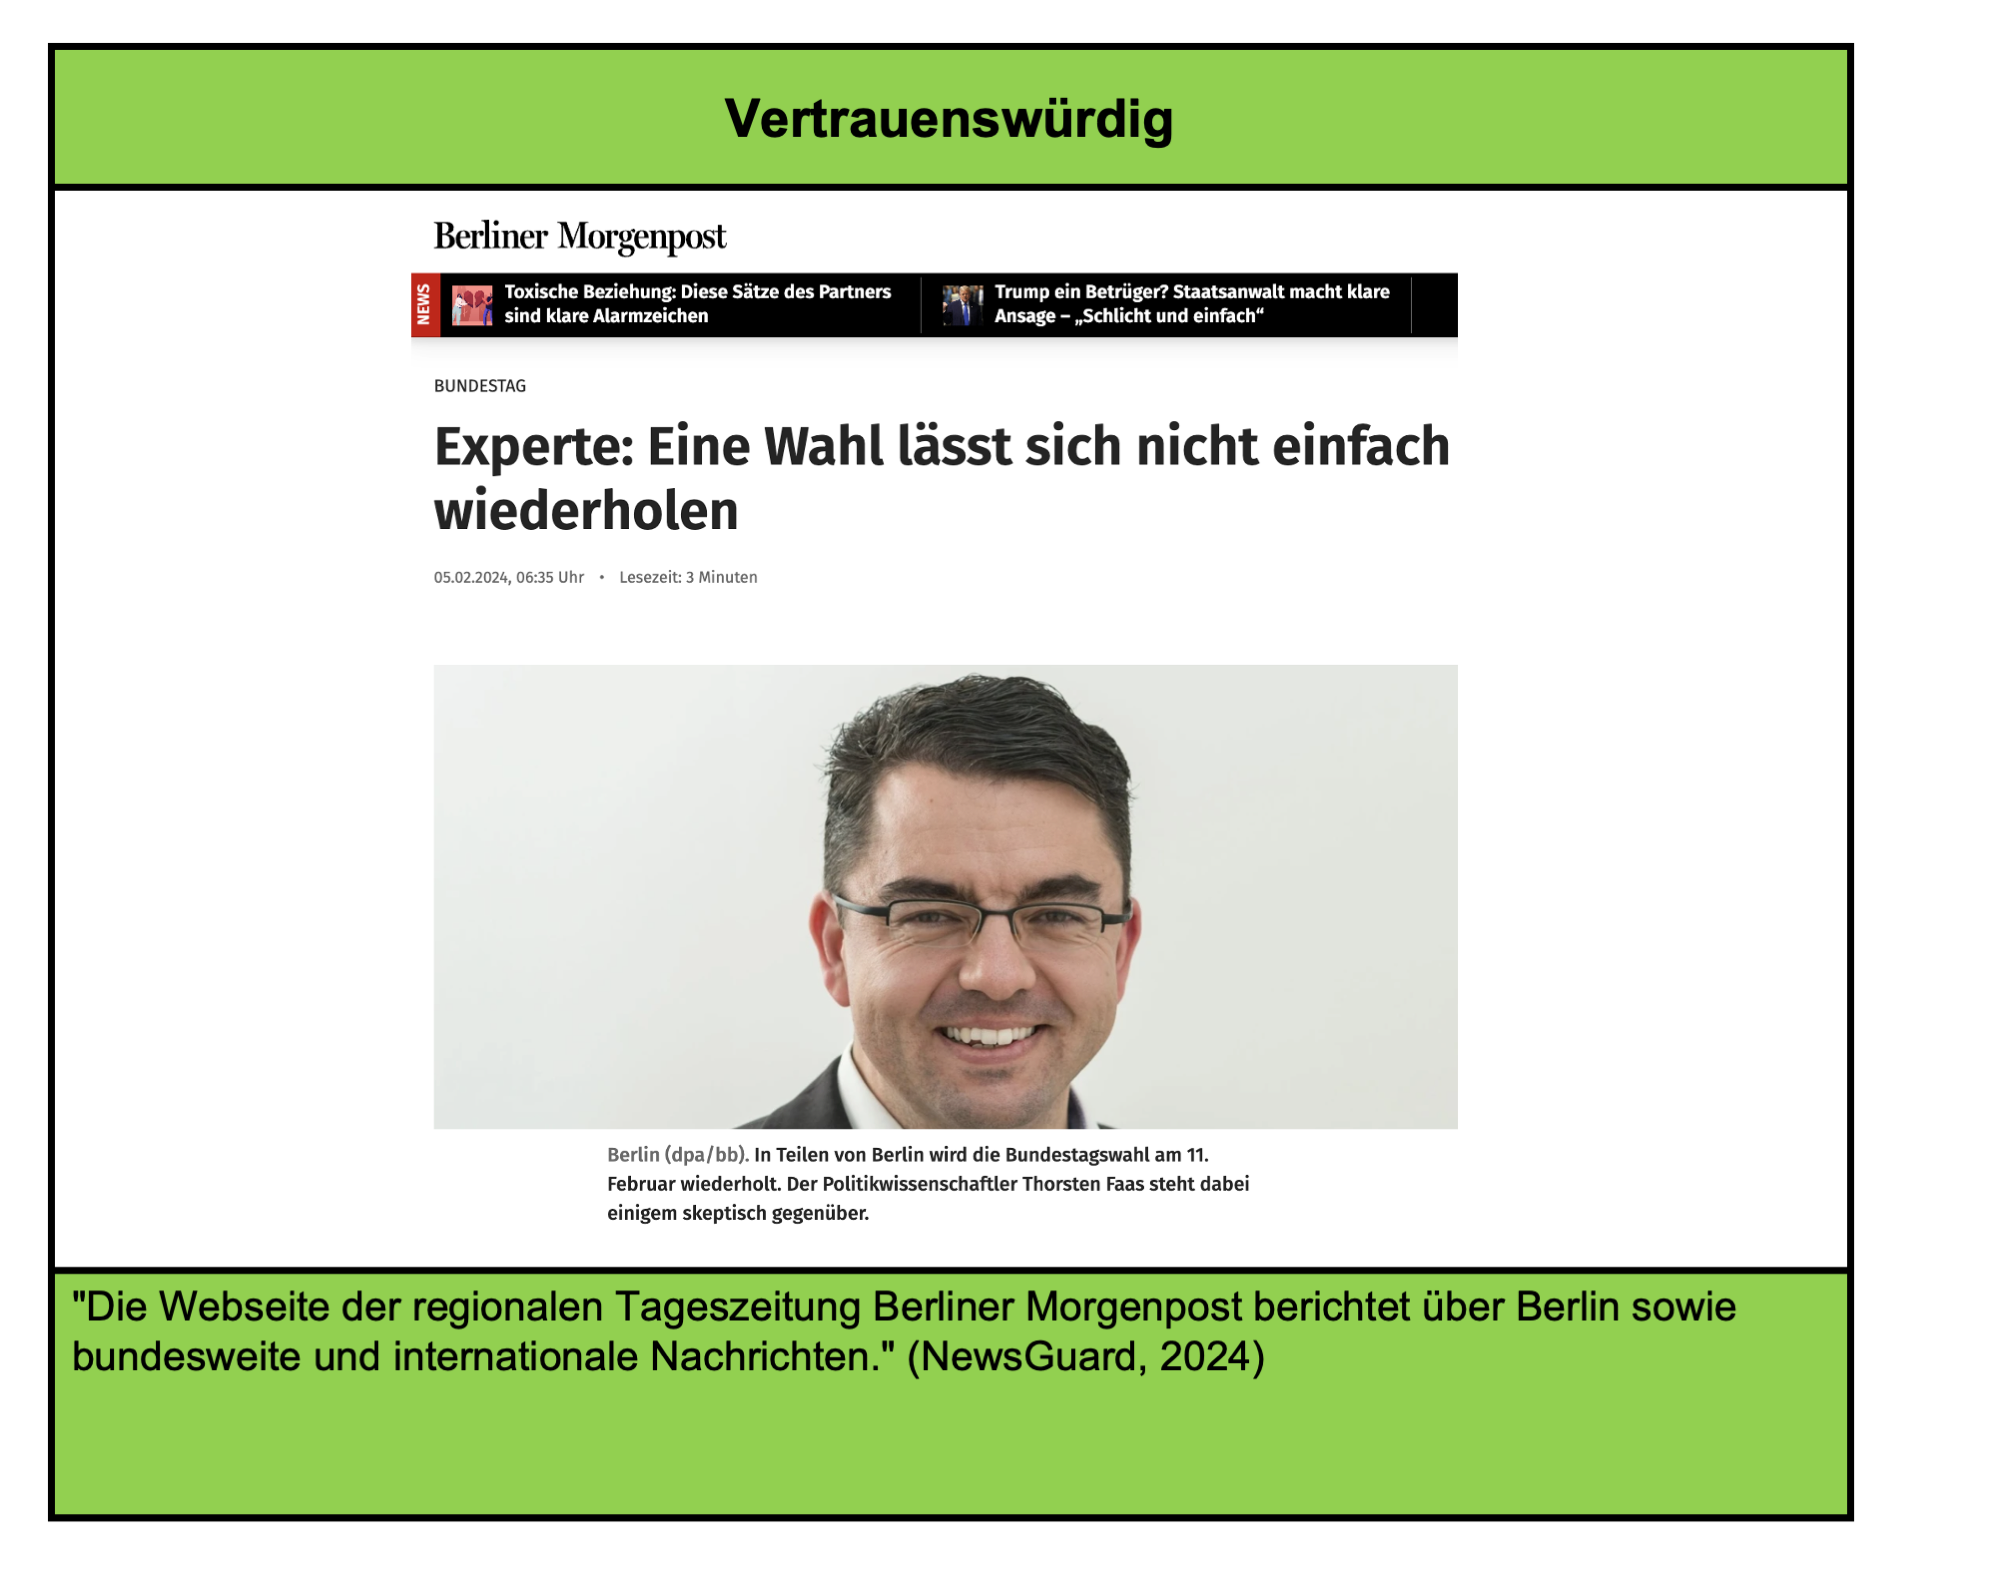 Vertrauenswürdig
Berliner Morgenpost
NEWS
Toxische Beziehung: Diese Sätze des Partners
sind klare Alarmzeichen
Trump ein Betrüger? Staatsanwalt macht klare
Ansage – „Schlicht und einfach“
BUNDESTAG
Experte: Eine Wahl lässt sich nicht einfach
wiederholen
05.02.2024, 06:35 Uhr • Lesezeit: 3 Minuten
Berlin (dpa/bb). In Teilen von Berlin wird die Bundestagswahl am 11.
Februar wiederholt. Der Politikwissenschaftler Thorsten Faas steht dabei
einigem skeptisch gegenüber.
"Die Webseite der regionalen Tageszeitung Berliner Morgenpost berichtet über Berlin sowie
bundesweite und internationale Nachrichten." (NewsGuard, 2024)